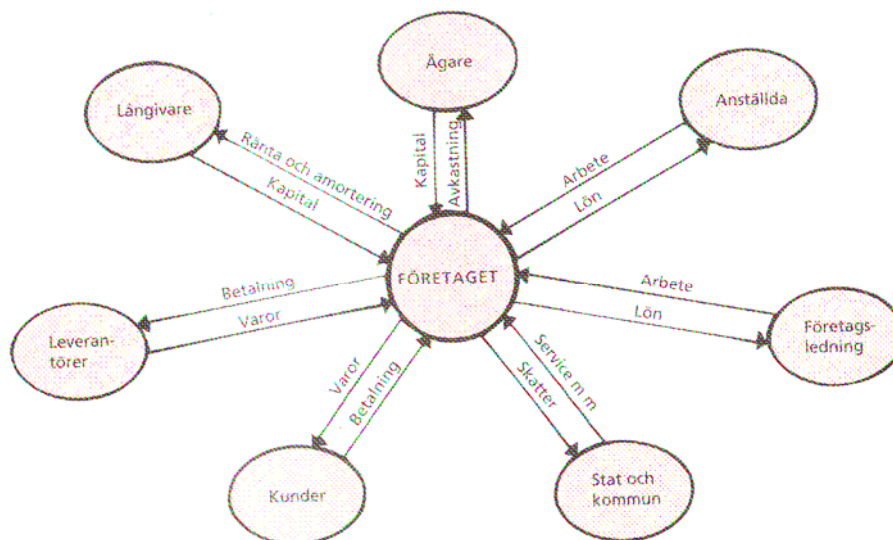 Ägare
Långivare
Anställda
Ränta och amortering
Kapital
Kapital
Avkastning
Arbete
Lön
FÖRETAGET
Betalning
Varor
Arbete
Lön
Leveran-
törer
Företags-
ledning
Varor
Betalning
Service m m
Skatter
Kunder
Stat och
kommun